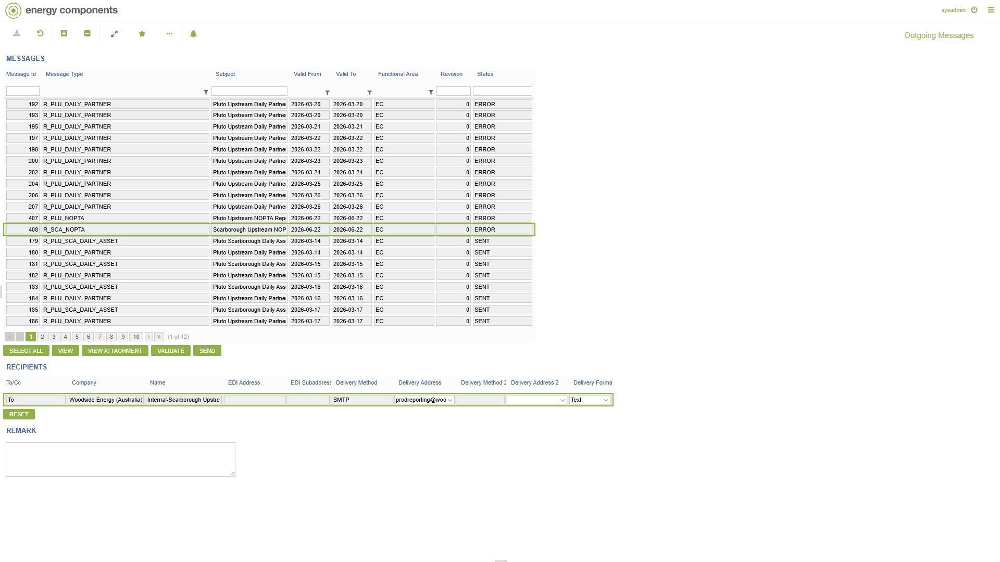 energy components
sysadmin
Outgoing Messages
MESSAGES
Message Id Message Type Subject Valid From Valid To Functional Area Revision Status
192 R_PLU_DAILY_PARTNER Pluto Upstream Daily Partne 2026-03-20 2026-03-20 EC 0 ERROR
193 R_PLU_DAILY_PARTNER Pluto Upstream Daily Partne 2026-03-20 2026-03-20 EC 0 ERROR
195 R_PLU_DAILY_PARTNER Pluto Upstream Daily Partne 2026-03-21 2026-03-21 EC 0 ERROR
197 R_PLU_DAILY_PARTNER Pluto Upstream Daily Partne 2026-03-22 2026-03-22 EC 0 ERROR
198 R_PLU_DAILY_PARTNER Pluto Upstream Daily Partne 2026-03-22 2026-03-22 EC 0 ERROR
200 R_PLU_DAILY_PARTNER Pluto Upstream Daily Partne 2026-03-23 2026-03-23 EC 0 ERROR
202 R_PLU_DAILY_PARTNER Pluto Upstream Daily Partne 2026-03-24 2026-03-24 EC 0 ERROR
204 R_PLU_DAILY_PARTNER Pluto Upstream Daily Partne 2026-03-25 2026-03-25 EC 0 ERROR
206 R_PLU_DAILY_PARTNER Pluto Upstream Daily Partne 2026-03-26 2026-03-26 EC 0 ERROR
207 R_PLU_DAILY_PARTNER Pluto Upstream Daily Partne 2026-03-26 2026-03-26 EC 0 ERROR
407 R_PLU_NOPTA Pluto Upstream NOPTA Rep 2026-06-22 2026-06-22 EC 0 ERROR
408 R_SCA_NOPTA Scarborough Upstream NOP 2026-06-22 2026-06-22 EC 0 ERROR
179 R_PLU_SCA_DAILY_ASSET Pluto Scarborough Daily Ass 2026-03-14 2026-03-14 EC 0 SENT
180 R_PLU_DAILY_PARTNER Pluto Upstream Daily Partne 2026-03-14 2026-03-14 EC 0 SENT
181 R_PLU_SCA_DAILY_ASSET Pluto Scarborough Daily Ass 2026-03-15 2026-03-15 EC 0 SENT
182 R_PLU_DAILY_PARTNER Pluto Upstream Daily Partne 2026-03-15 2026-03-15 EC 0 SENT
183 R_PLU_SCA_DAILY_ASSET Pluto Scarborough Daily Ass 2026-03-16 2026-03-16 EC 0 SENT
184 R_PLU_DAILY_PARTNER Pluto Upstream Daily Partne 2026-03-16 2026-03-16 EC 0 SENT
185 R_PLU_SCA_DAILY_ASSET Pluto Scarborough Daily Ass 2026-03-17 2026-03-17 EC 0 SENT
186 R_PLU_DAILY_PARTNER Pluto Upstream Daily Partne 2026-03-17 2026-03-17 EC 0 SENT
1 2 3 4 5 6 7 8 9 10 (1 of 12)
SELECT ALL VIEW VIEW ATTACHMENT VALIDATE SEND
RECIPIENTS
To/Cc Company Name EDI Address EDI Subaddress Delivery Method Delivery Address Delivery Method 2 Delivery Address 2 Delivery Forma
To Woodside Energy (Australia) Internal-Scarborough Upstre SMTP prodreporting@woo Text
RESET
REMARK